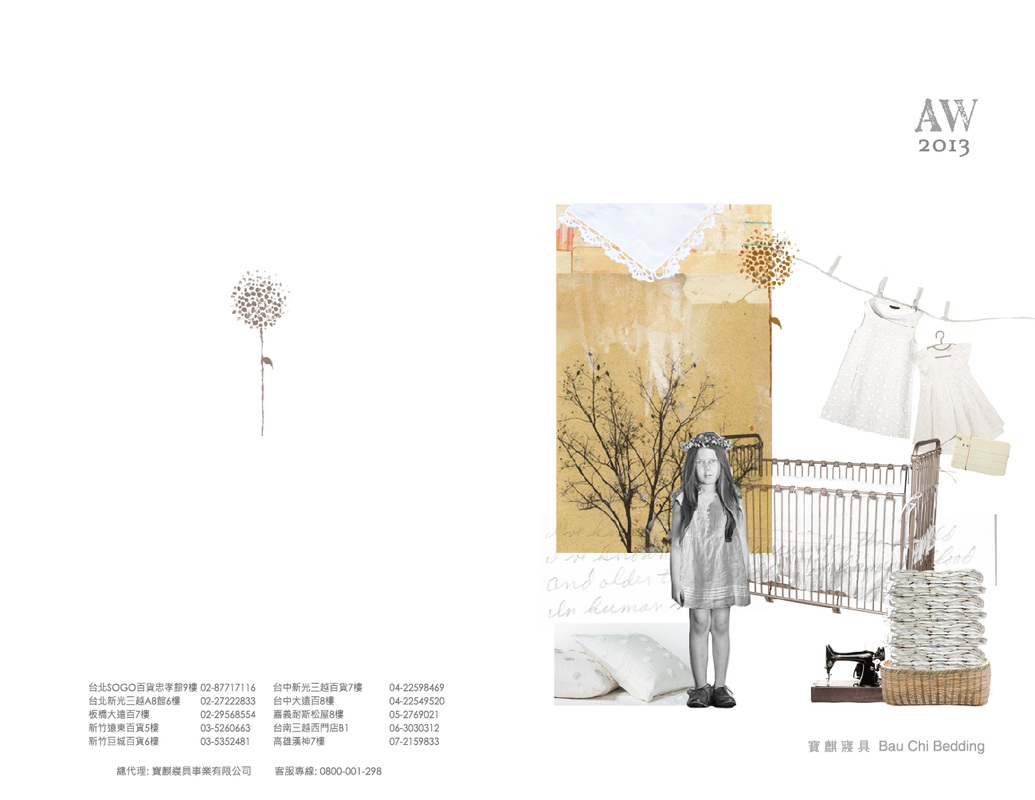 AW
2013
and older
human
台北SOGO百貨忠孝館9樓 02-87717116 台中新光三越百貨7樓 04-22598469
台北新光三越A8館6樓 02-27222833 台中大遠百8樓 04-22549520
板橋大遠百7樓 02-29568554 嘉義耐斯松屋8樓 05-2769021
新竹遠東百貨5樓 03-5260663 台南三越西門店B1 06-3030312
新竹巨城百貨6樓 03-5352481 高雄漢神7樓 07-2159833
總代理: 寶麒寢具事業有限公司 客服專線: 0800-001-298
寶麒寢具 Bau Chi Bedding